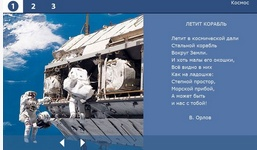 1 2 3
Космос
ЛЕТИТ КОРАБЛЬ
Летит в космической дали
Стальной корабль
Вокруг Земли.
И хоть малы его окошки,
Всё видно в них
Как на ладошке:
Степной простор,
Морской прибой,
А может быть
и нас с тобой!
В. Орлов